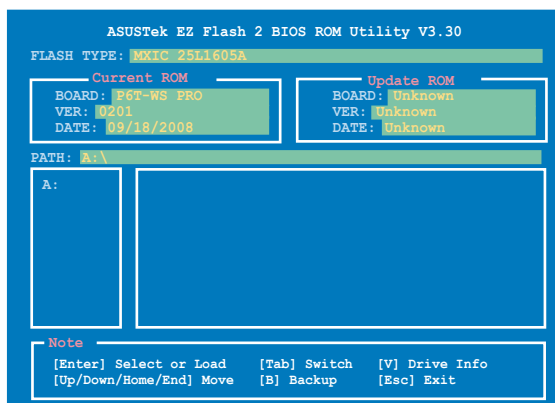 ASUSTek EZ Flash 2 BIOS ROM Utility V3.30
FLASH TYPE: MXIC 25L1605A
Current ROM
BOARD: P6T-WS PRO
VER: 0201
DATE: 09/18/2008
Update ROM
BOARD: Unknown
VER: Unknown
DATE: Unknown
PATH: A:\
A:
Note
[Enter] Select or Load [Tab] Switch [V] Drive Info
[Up/Down/Home/End] Move [B] Backup [Esc] Exit